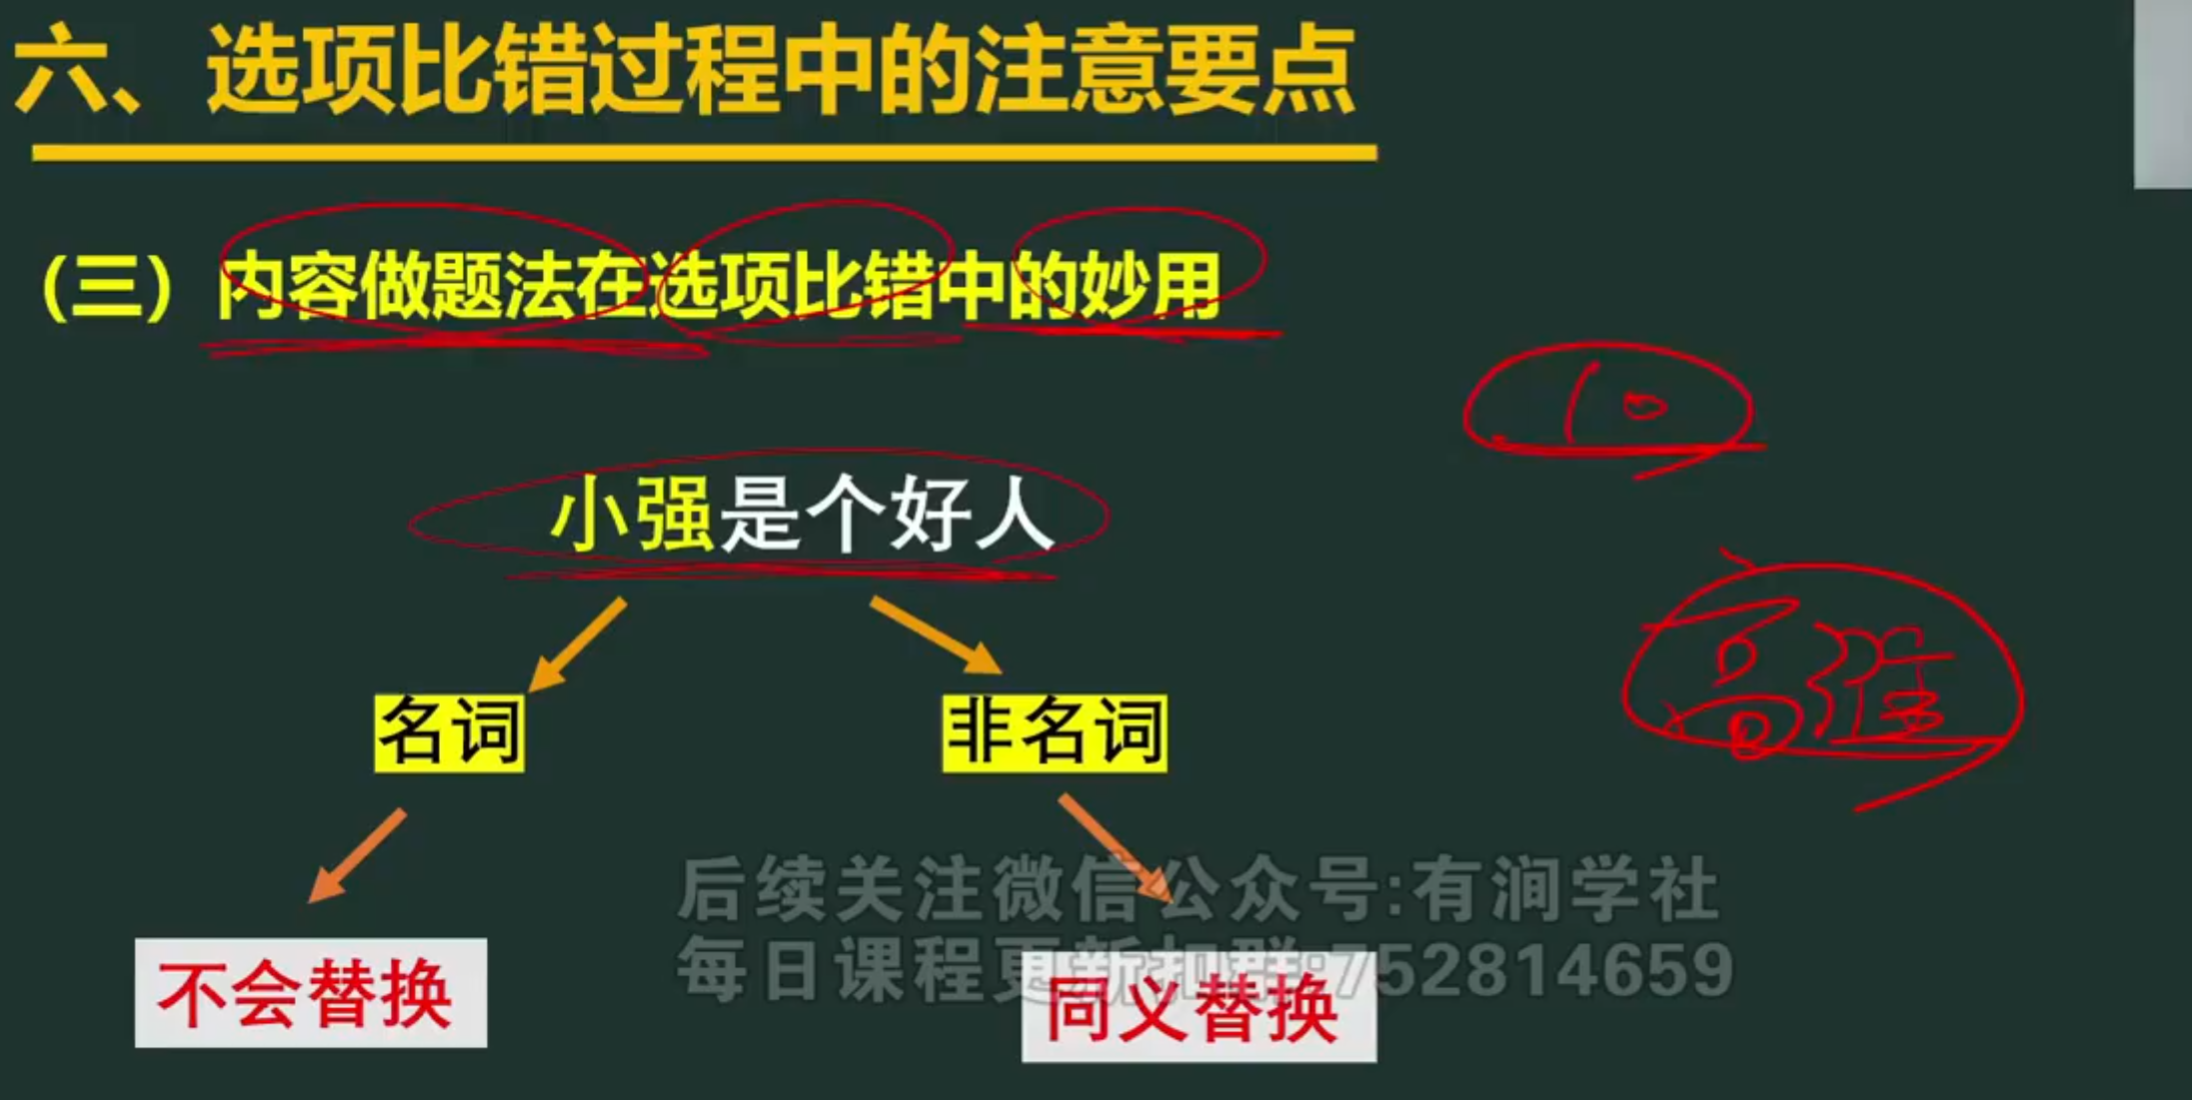 六、选项比错过程中的注意要点
(三)内容做题法在选项比错中的妙用
10
小强是个好人
高难
名词
非名词
后续关注微信公众号:有涧学社
每日课程更新扣群:752814659
不会替换
同义替换